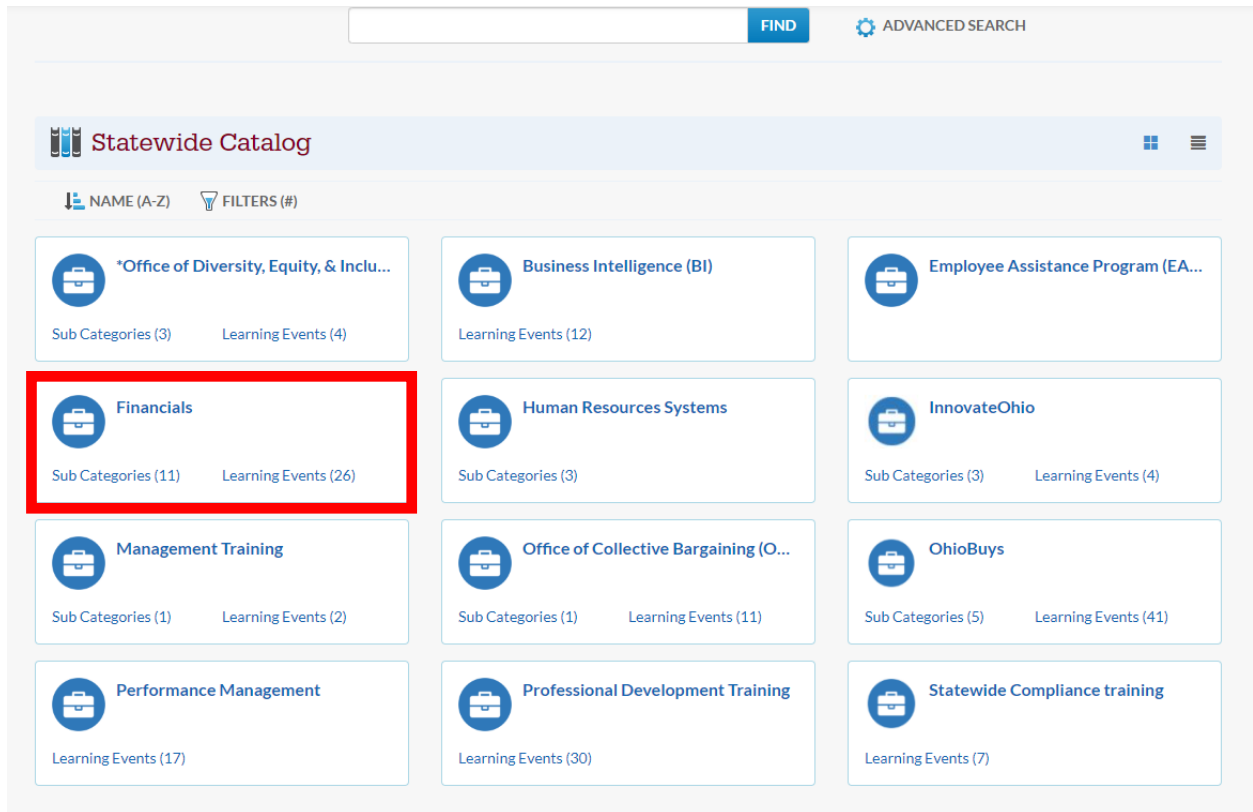 FIND ADVANCED SEARCH
Statewide Catalog
NAME (A-Z) FILTERS (#)
*Office of Diversity, Equity, & Inclu...
Sub Categories (3) Learning Events (4)
Business Intelligence (BI)
Learning Events (12)
Employee Assistance Program (EA...
Financials
Sub Categories (11) Learning Events (26)
Human Resources Systems
Sub Categories (3)
InnovateOhio
Sub Categories (3) Learning Events (4)
Management Training
Sub Categories (1) Learning Events (2)
Office of Collective Bargaining (O...
Sub Categories (1) Learning Events (11)
OhioBuys
Sub Categories (5) Learning Events (41)
Performance Management
Learning Events (17)
Professional Development Training
Learning Events (30)
Statewide Compliance training
Learning Events (7)